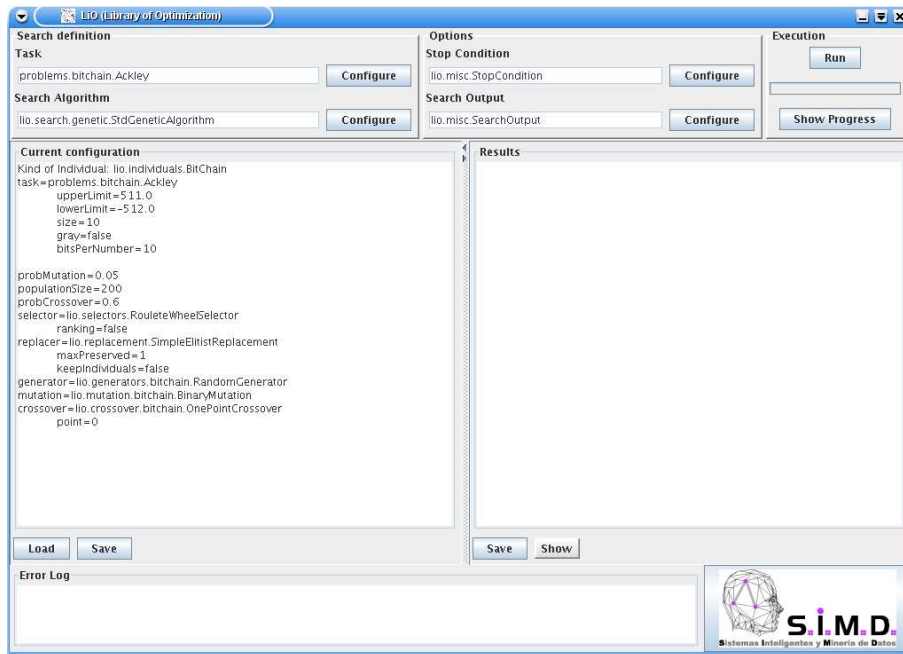 LiO (Library of Optimization)
Search definition
Task
problems.bitchain.Ackley
Configure
Search Algorithm
lio.search.genetic.StdGeneticAlgorithm
Configure
Options
Stop Condition
lio.misc.StopCondition
Configure
Search Output
lio.misc.SearchOutput
Configure
Execution
Run
Show Progress
Current configuration
Kind of Individual: lio.individuals.BitChain
task=problems.bitchain.Ackley
upperLimit=511.0
lowerLimit=-512.0
size=10
gray=false
bitsPerNumber=10
probMutation=0.05
populationSize=200
probCrossover=0.6
selector=lio.selectors.RouleteWheelSelector
ranking=false
replacer=lio.replacement.SimpleElitistReplacement
maxPreserved=1
keepIndividuals=false
generator=lio.generators.bitchain.RandomGenerator
mutation=lio.mutation.bitchain.BinaryMutation
crossover=lio.crossover.bitchain.OnePointCrossover
point=0
Load
Save
Results
Save
Show
Error Log
S.i.M.D.
Sistemas Inteligentes y Minería de Datos